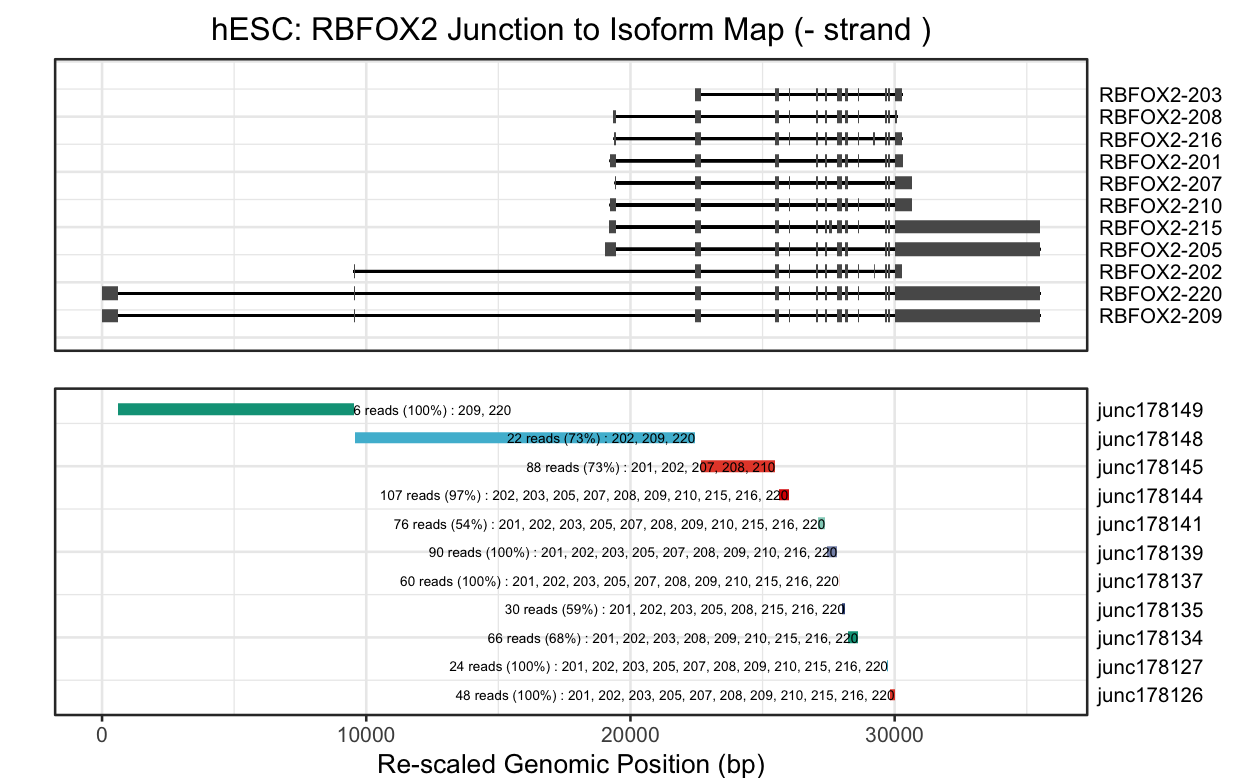 hESC: RBFOX2 Junction to Isoform Map (- strand )
RBFOX2-203
RBFOX2-208
RBFOX2-216
RBFOX2-201
RBFOX2-207
RBFOX2-210
RBFOX2-215
RBFOX2-205
RBFOX2-202
RBFOX2-220
RBFOX2-209
6 reads (100%) : 209, 220 junc178149
22 reads (73%) : 202, 209, 220 junc178148
88 reads (73%) : 201, 202, 207, 208, 210 junc178145
107 reads (97%) : 202, 203, 205, 207, 208, 209, 210, 215, 216, 220 junc178144
76 reads (54%) : 201, 202, 203, 205, 207, 208, 209, 210, 215, 216, 220 junc178141
90 reads (100%) : 201, 202, 203, 205, 207, 208, 209, 210, 216, 220 junc178139
60 reads (100%) : 201, 202, 203, 205, 207, 208, 209, 210, 215, 216, 220 junc178137
30 reads (59%) : 201, 202, 203, 205, 208, 215, 216, 220 junc178135
66 reads (68%) : 201, 202, 203, 208, 209, 210, 215, 216, 220 junc178134
24 reads (100%) : 201, 202, 203, 205, 207, 208, 209, 210, 215, 216, 220 junc178127
48 reads (100%) : 201, 202, 203, 205, 207, 208, 209, 210, 215, 216, 220 junc178126
0 10000 20000 30000
Re-scaled Genomic Position (bp)